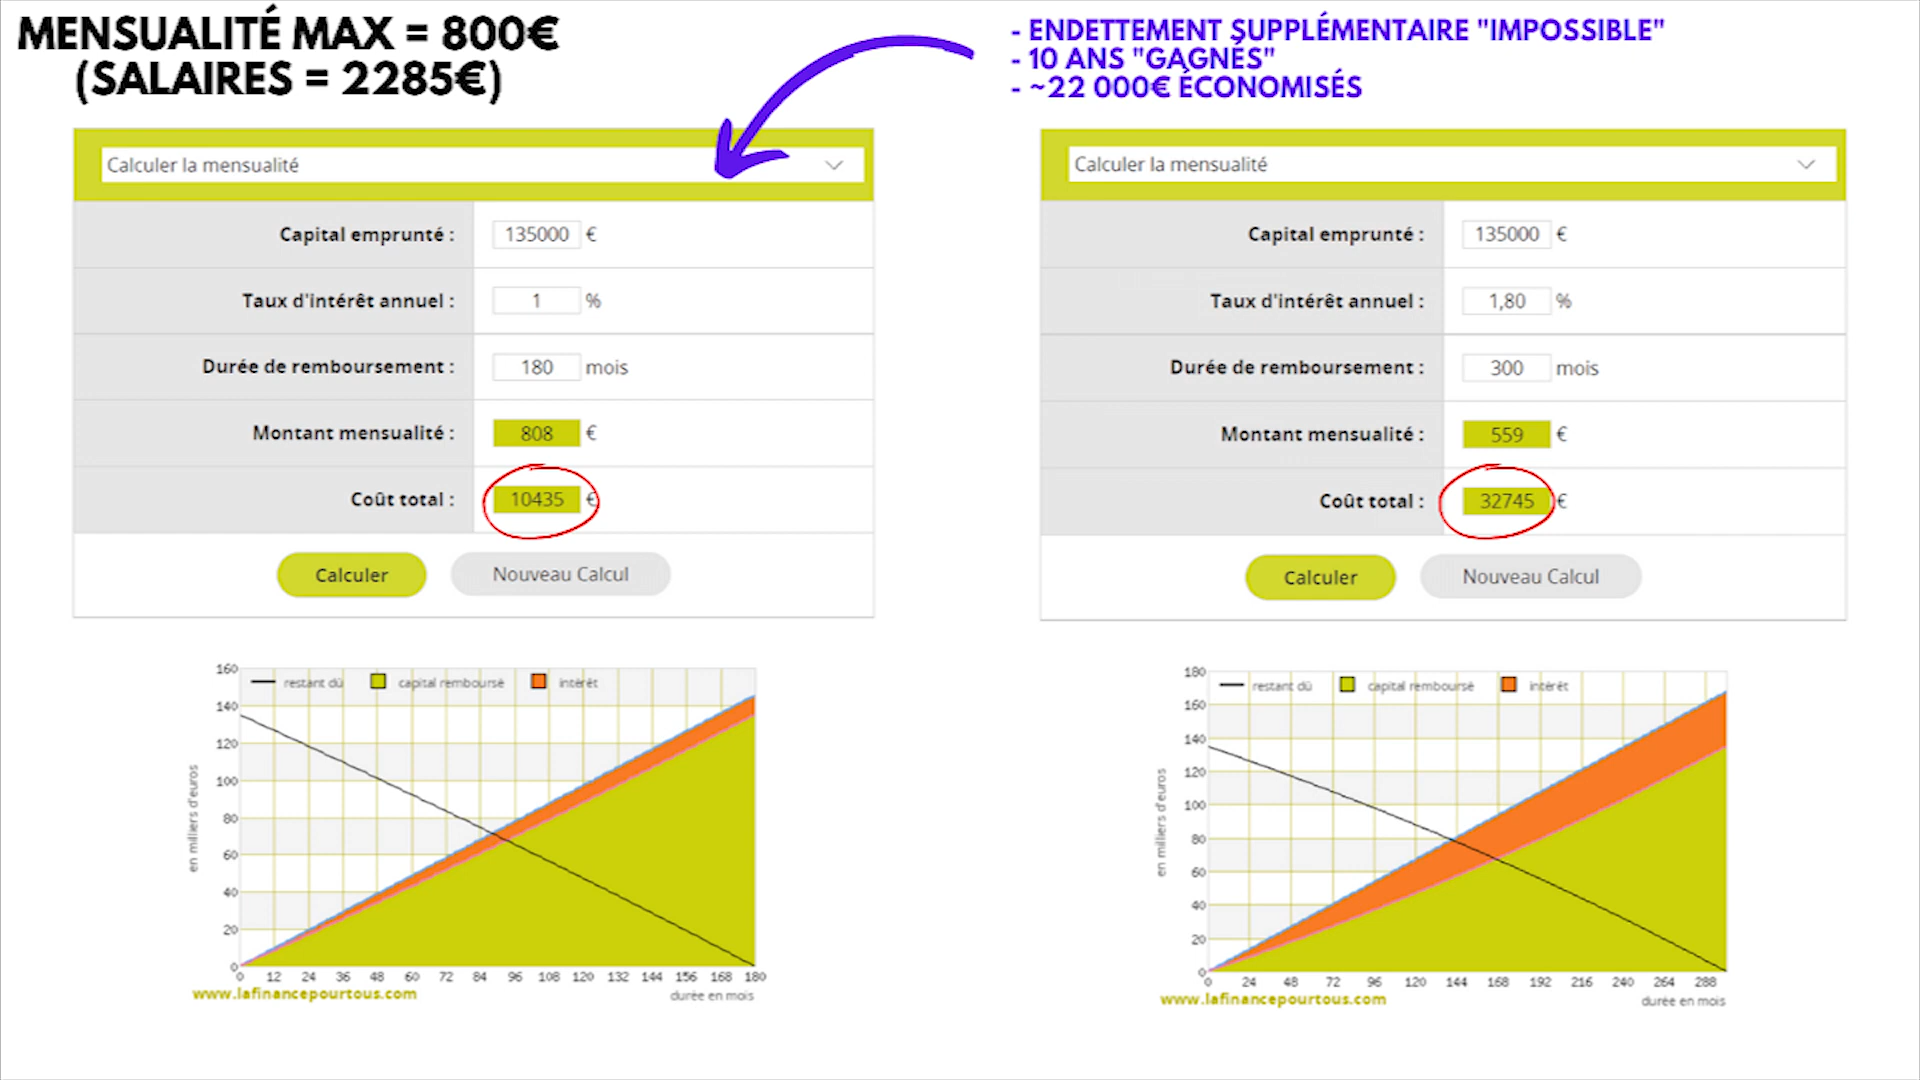 MENSUALITÉ MAX = 800€
(SALAIRES = 2285€)
- ENDETTEMENT SUPPLÉMENTAIRE "IMPOSSIBLE"
- 10 ANS "GAGNÉS"
- ~22 000€ ÉCONOMISÉS
Calculer la mensualité
Capital emprunté : 135000 €
Taux d'intérêt annuel : 1 %
Durée de remboursement : 180 mois
Montant mensualité : 808 €
Coût total : 10435 €
Calculer Nouveau Calcul
160 restant dû capital remboursé intérêt
140
120
100
80
60
40
20
0
en milliers d'euros
0 12 24 36 48 60 72 84 96 108 120 132 144 156 168 180
www.lafinancepourtous.com durée en mois
Calculer la mensualité
Capital emprunté : 135000 €
Taux d'intérêt annuel : 1,80 %
Durée de remboursement : 300 mois
Montant mensualité : 559 €
Coût total : 32745 €
Calculer Nouveau Calcul
180 restant dû capital remboursé intérêt
160
140
120
100
80
60
40
20
0
en milliers d'euros
0 24 48 72 96 120 144 168 192 216 240 264 288
www.lafinancepourtous.com durée en mois